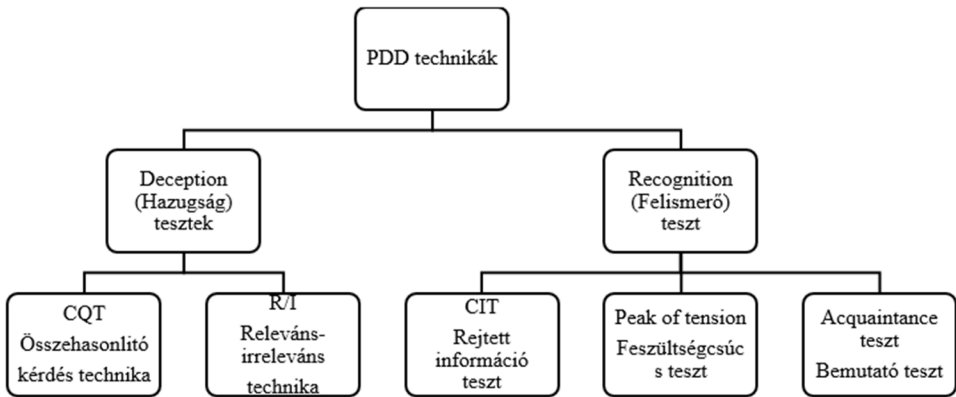 PDD technikák
Deception
(Hazugság)
tesztek
Recognition
(Felismerő)
teszt
CQT
Összehasonlitó
kérdés technika
R/I
Releváns-
irreleváns
technika
CIT
Rejtett
információ
teszt
Peak of tension
Feszültségcsúc
s teszt
Acquaintance
teszt
Bemutató teszt